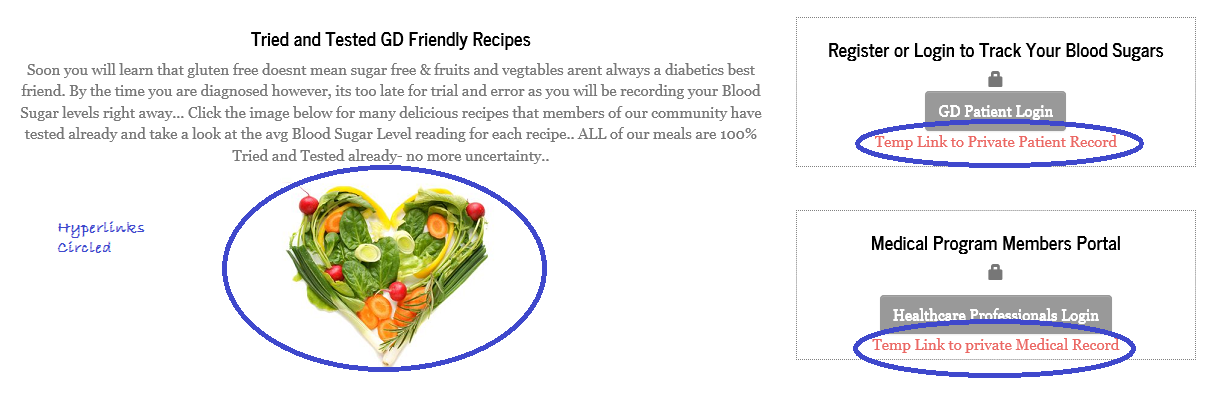 Tried and Tested GD Friendly Recipes
Soon you will learn that gluten free doesnt mean sugar free & fruits and vegtables arent always a diabetics best
friend. By the time you are diagnosed however, its too late for trial and error as you will be recording your Blood
Sugar levels right away... Click the image below for many delicious recipes that members of our community have
tested already and take a look at the avg Blood Sugar Level reading for each recipe.. ALL of our meals are 100%
Tried and Tested already- no more uncertainty..
Hyperlinks
Circled
Register or Login to Track Your Blood Sugars
GD Patient Login
Temp Link to Private Patient Record
Medical Program Members Portal
Healthcare Professionals Login
Temp Link to private Medical Record